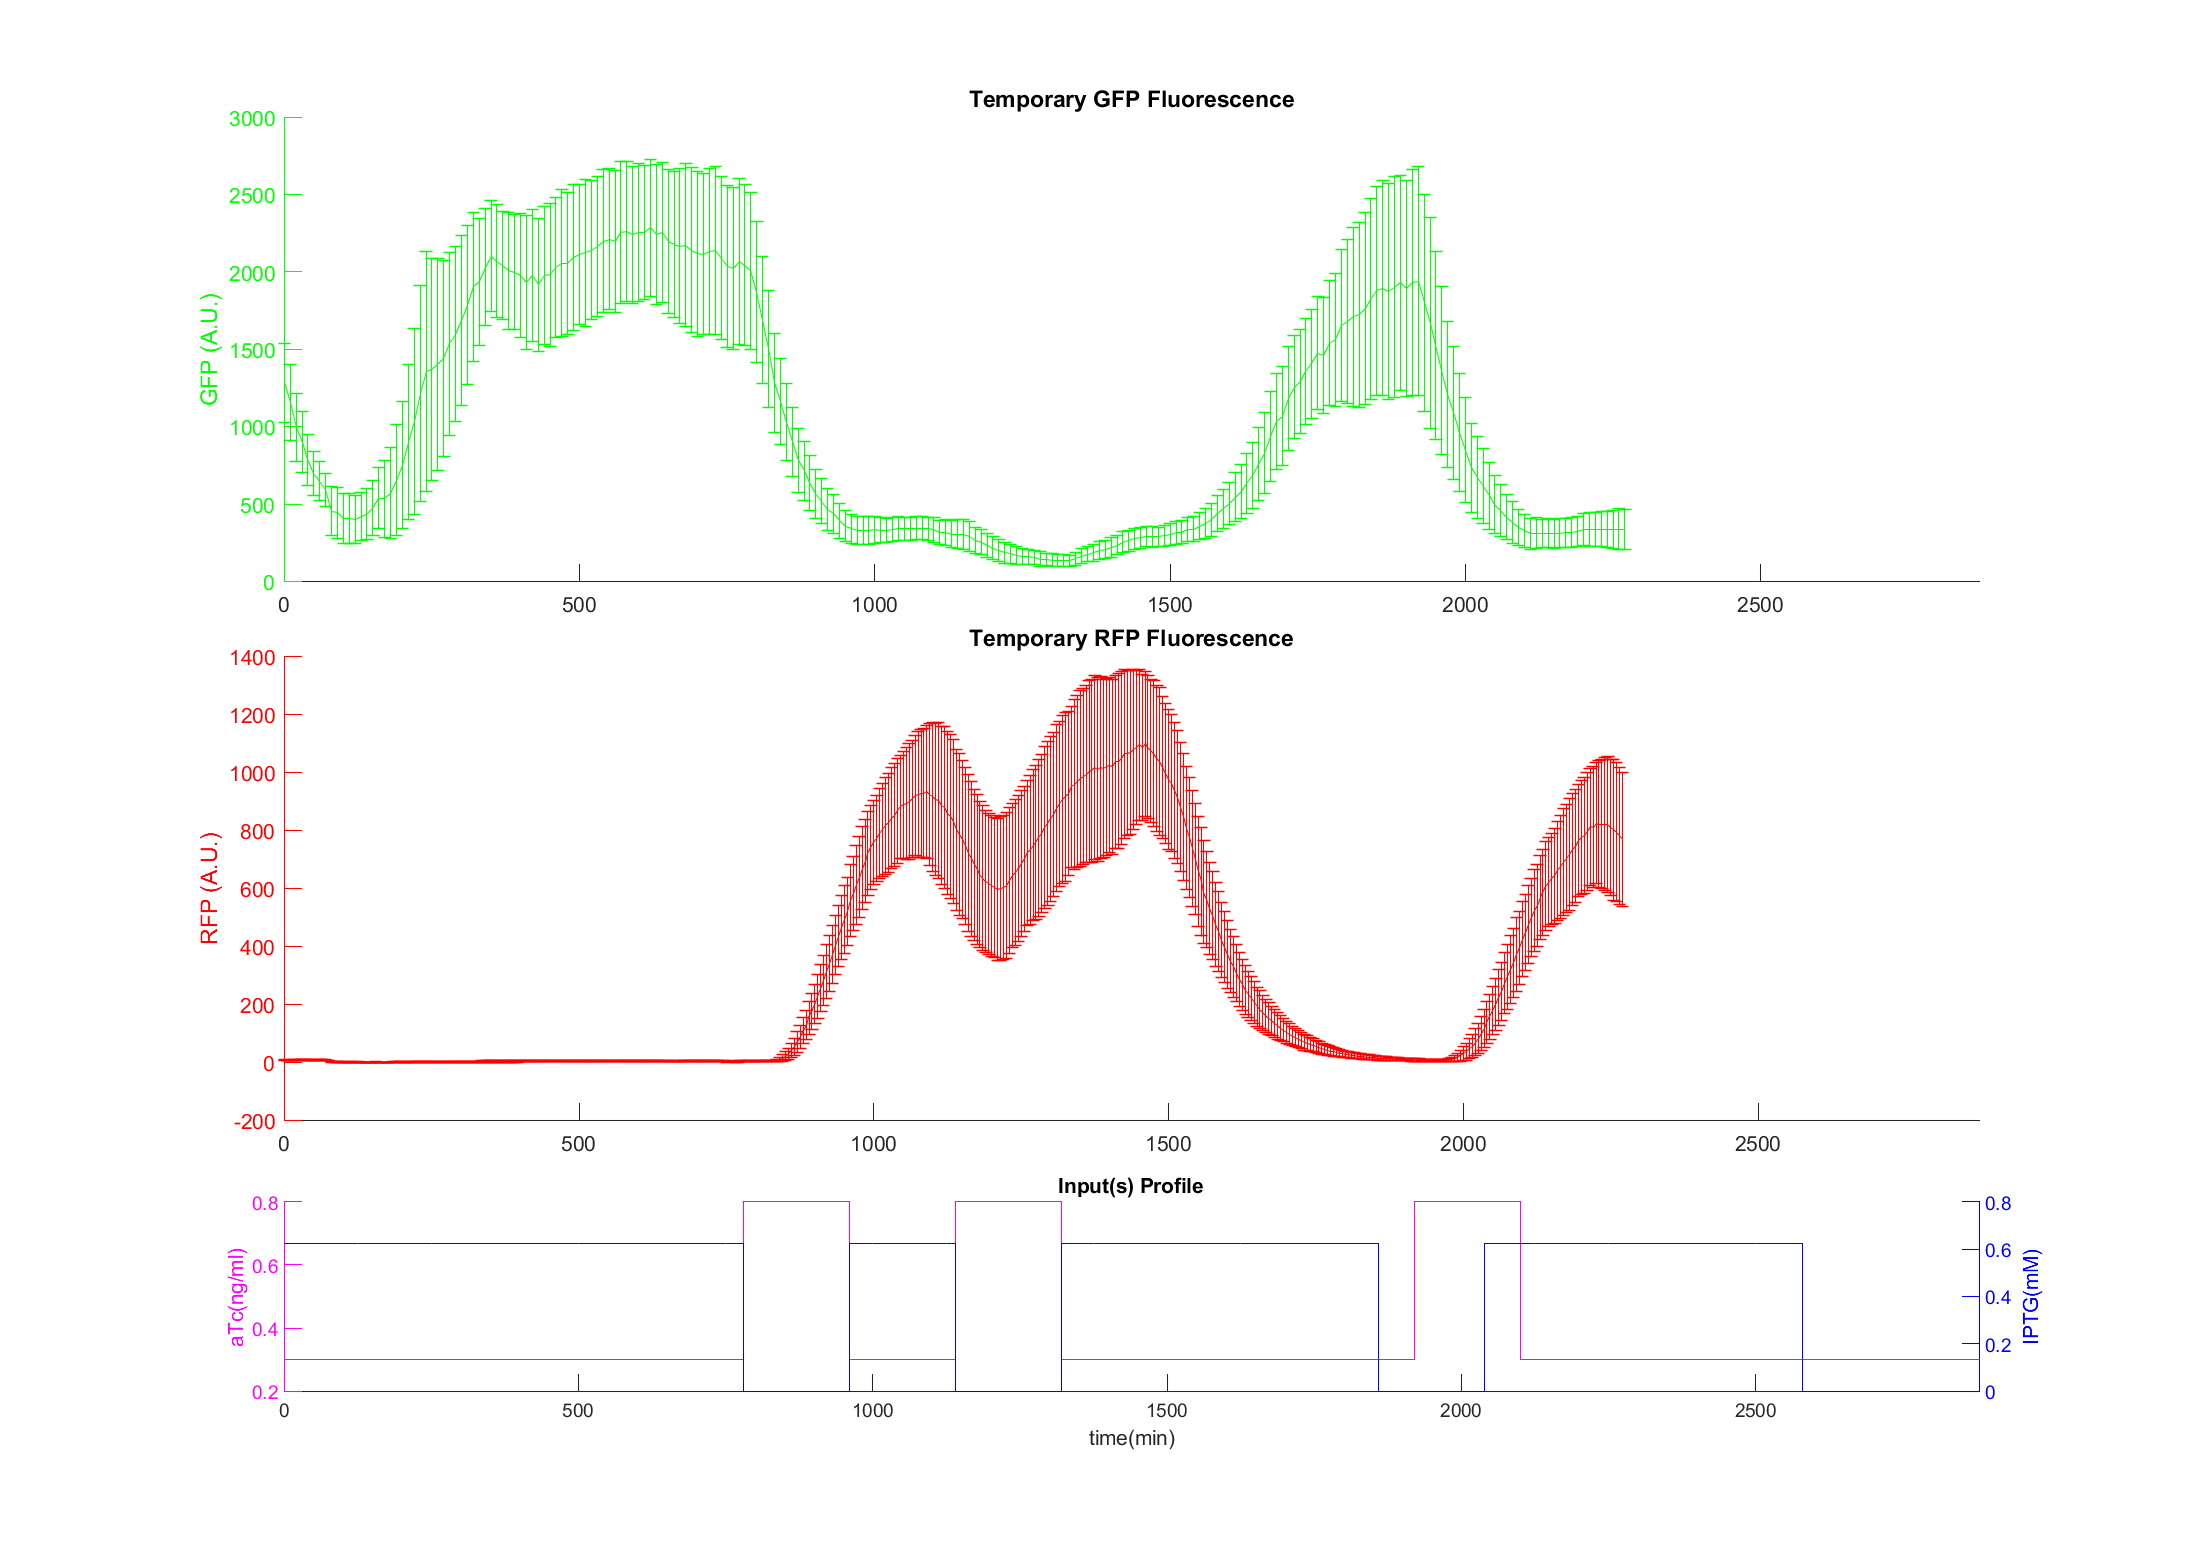 Temporary GFP Fluorescence
3000
2500
2000
1500
1000
500
0
GFP (A.U.)
0 500 1000 1500 2000 2500
Temporary RFP Fluorescence
1400
1200
1000
800
600
400
200
0
-200
RFP (A.U.)
0 500 1000 1500 2000 2500
Input(s) Profile
0.8 0.8
0.6 0.6
0.4 0.4
0.2
0.2 0
aTc(ng/ml)
IPTG(mM)
0 500 1000 1500 2000 2500
time(min)